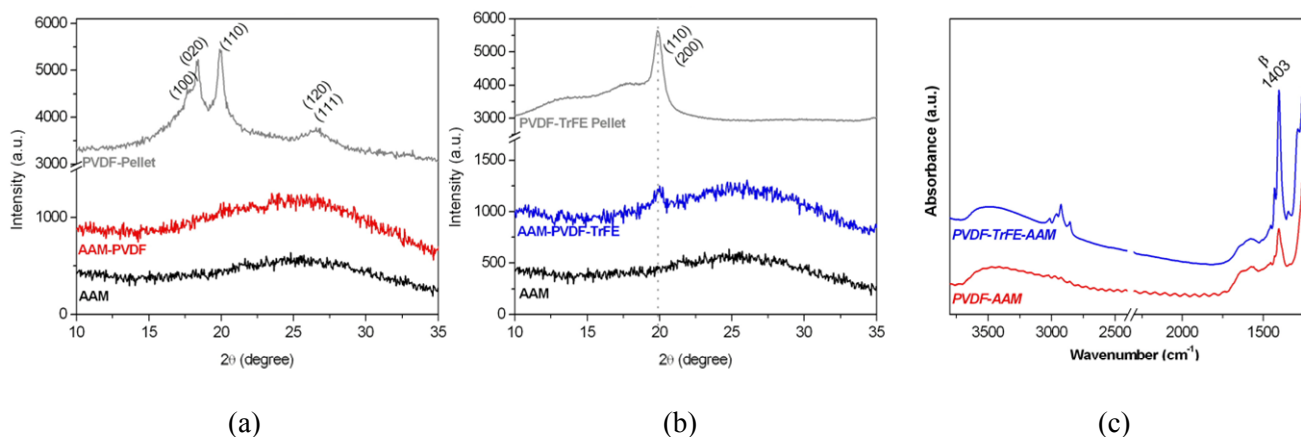 6000
5000
4000
3000
1000
0
Intensity (a.u.)
(100)
(020)
(110)
(120)
(111)
PVDF-Pellet
AAM-PVDF
AAM
10 15 20 25 30 35
2θ (degree)
(a)
6000
5000
4000
3000
1500
1000
500
0
Intensity (a.u.)
(110)
(200)
PVDF-TrFE Pellet
AAM-PVDF-TrFE
AAM
10 15 20 25 30 35
2θ (degree)
(b)
Absorbance (a.u.)
β
1403
PVDF-TrFE-AAM
PVDF-AAM
3500 3000 2500 2000 1500
Wavenumber (cm⁻¹)
(c)